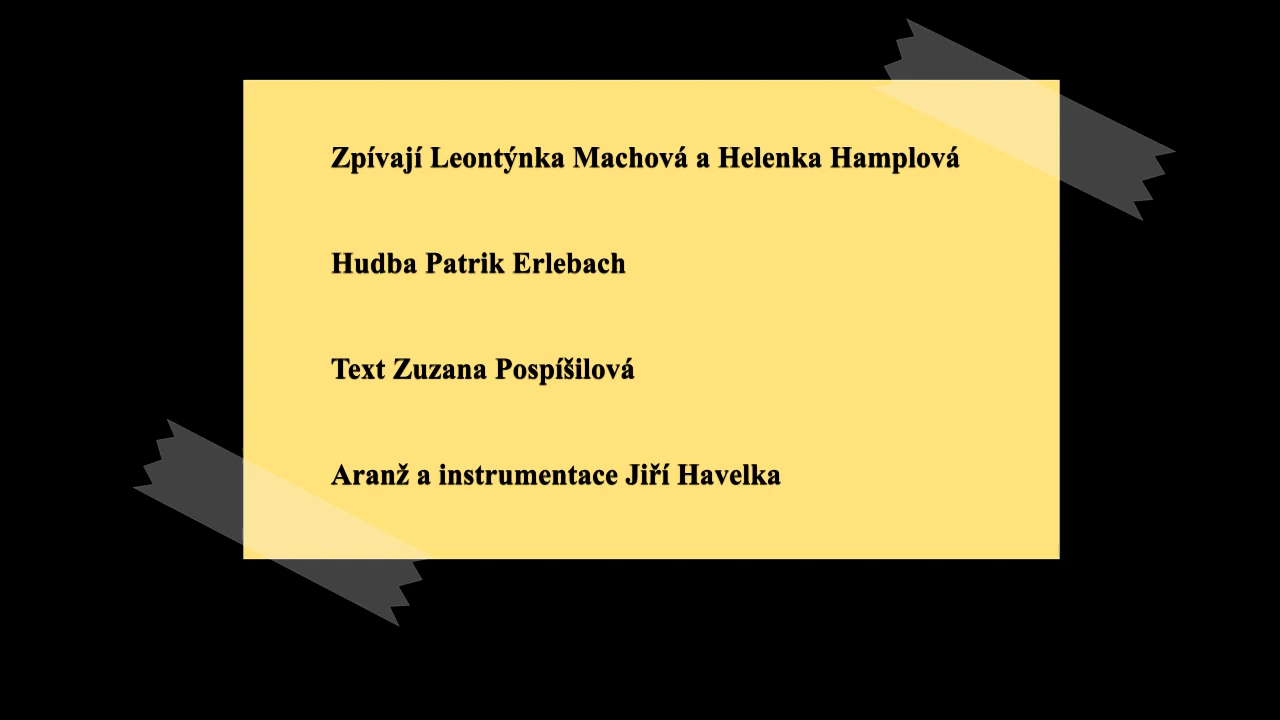 Zpívají Leontýnka Machová a Helenka Hamplová
Hudba Patrik Erlebach
Text Zuzana Pospíšilová
Aranž a instrumentace Jiří Havelka